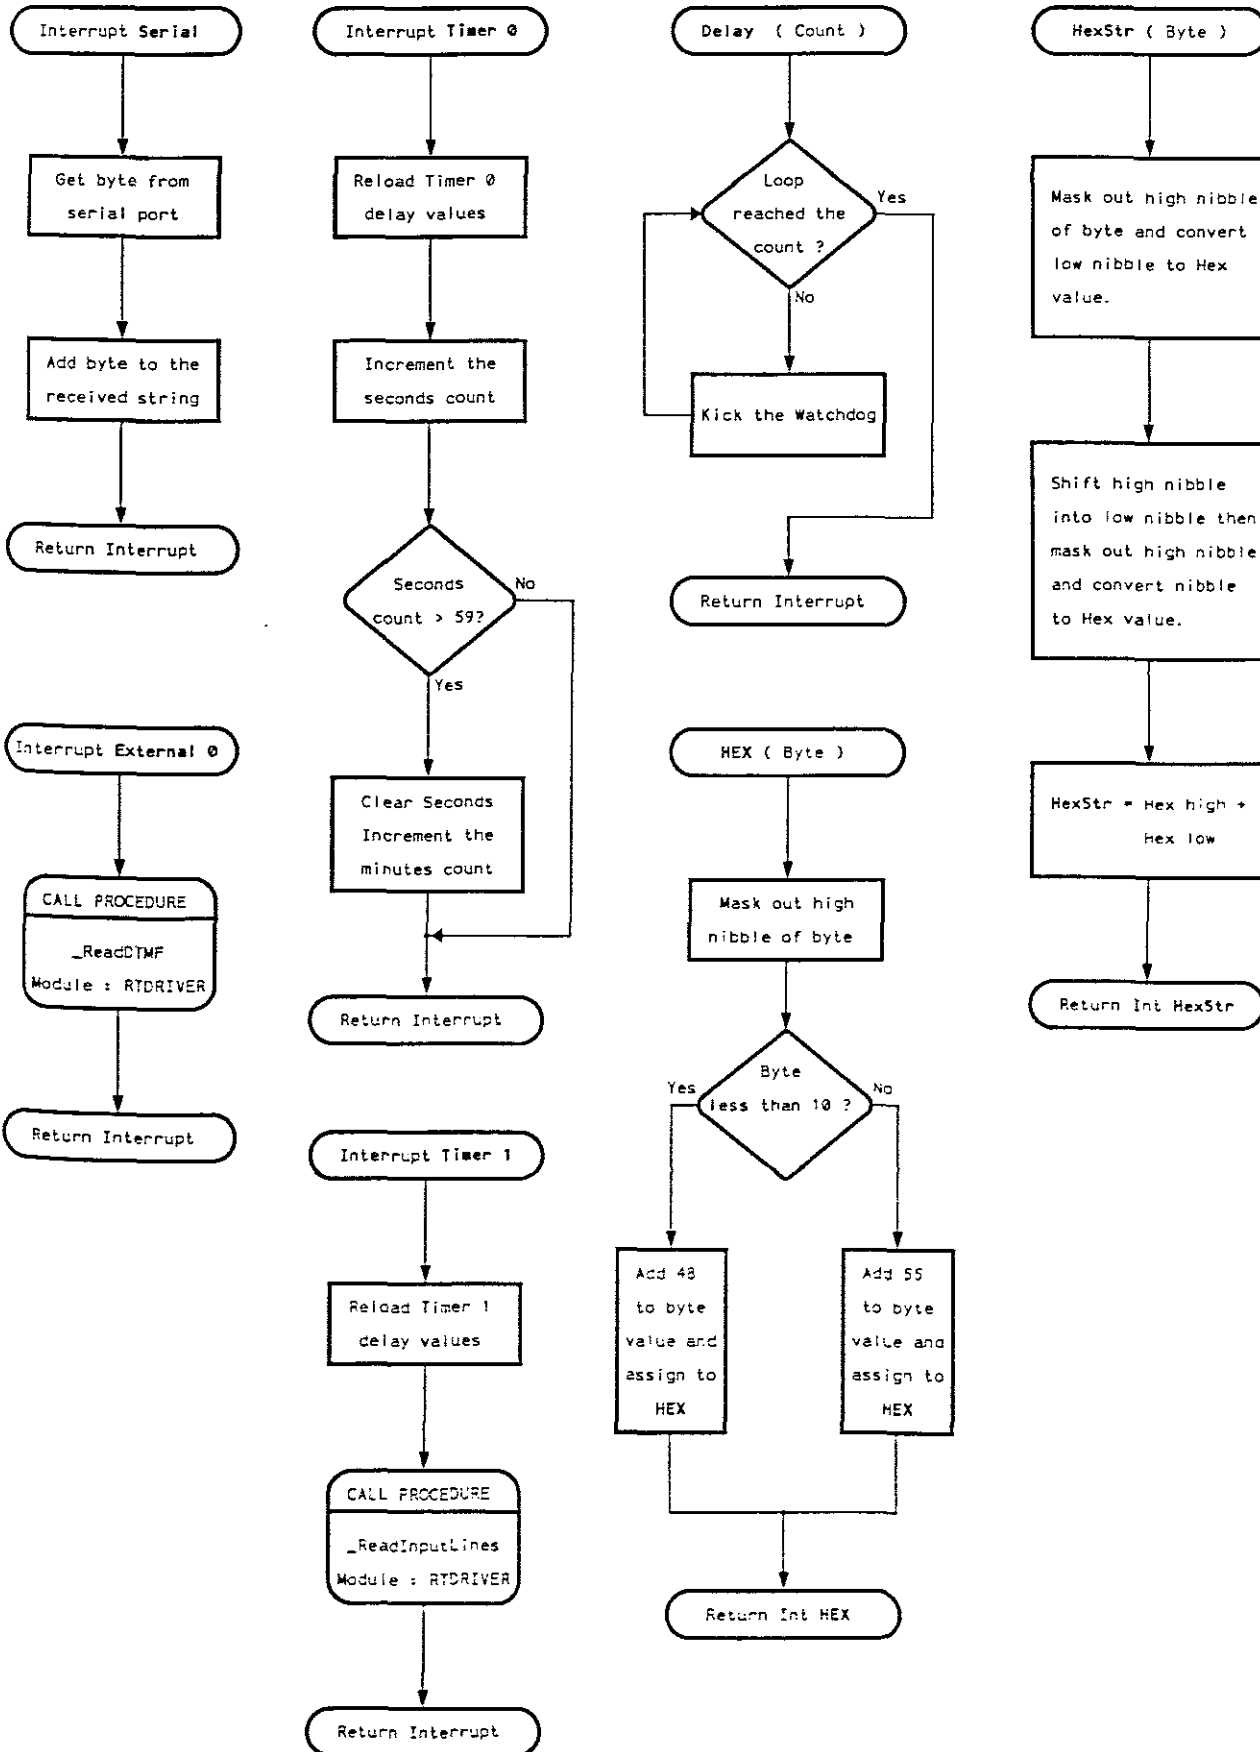 Interrupt Serial
Get byte from
serial port
Add byte to the
received string
Return Interrupt
Interrupt External 0
CALL PROCEDURE
_ReadDTMF
Module : RTDRIVER
Return Interrupt
Interrupt Timer 0
Reload Timer 0
delay values
Increment the
seconds count
Seconds
count > 59?
No
Yes
Clear Seconds
Increment the
minutes count
Return Interrupt
Interrupt Timer 1
Reload Timer 1
delay values
CALL PROCEDURE
_ReadInputLines
Module : RTDRIVER
Return Interrupt
Delay ( Count )
Loop
reached the
count ?
Yes
No
Kick the Watchdog
Return Interrupt
HEX ( Byte )
Mask out high
nibble of byte
Byte
less than 10 ?
Yes
No
Add 48
to byte
value and
assign to
HEX
Add 55
to byte
value and
assign to
HEX
Return Int HEX
HexStr ( Byte )
Mask out high nibble
of byte and convert
low nibble to Hex
value.
Shift high nibble
into low nibble then
mask out high nibble
and convert nibble
to Hex value.
HexStr = Hex high +
Hex low
Return Int HexStr